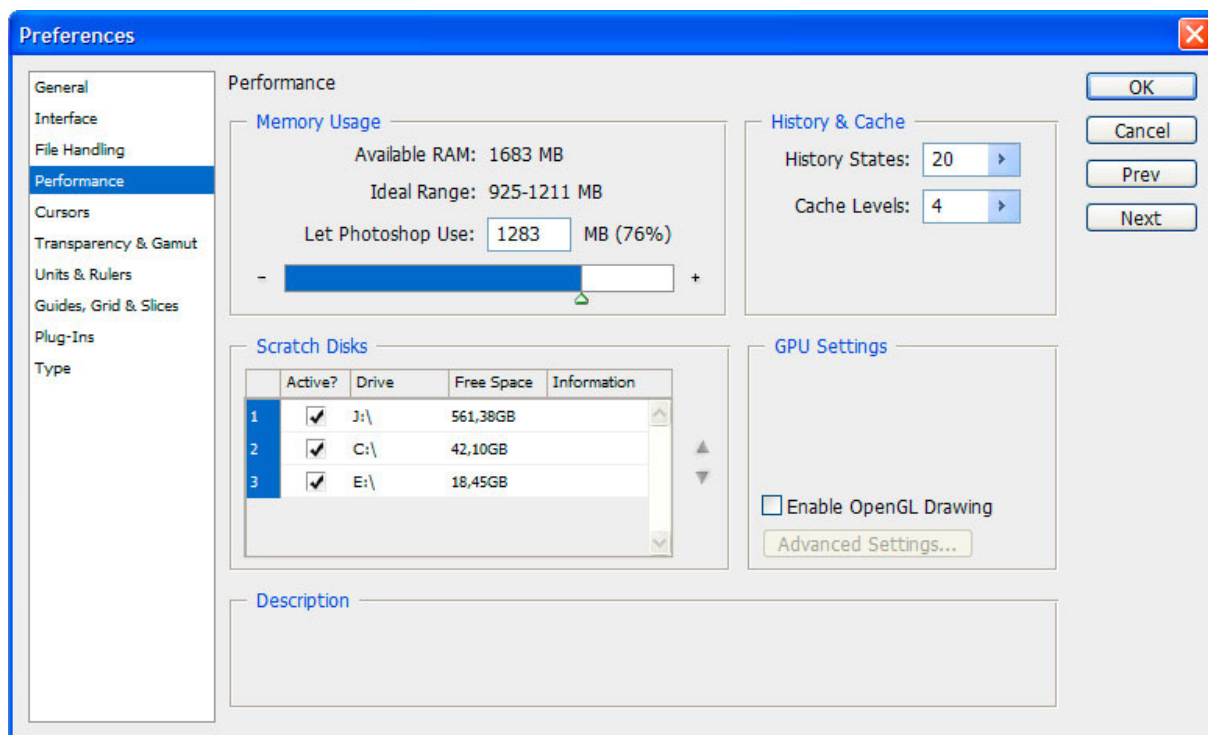 Preferences
General
Interface
File Handling
Performance
Cursors
Transparency & Gamut
Units & Rulers
Guides, Grid & Slices
Plug-Ins
Type
Performance
Memory Usage
Available RAM: 1683 MB
Ideal Range: 925-1211 MB
Let Photoshop Use: 1283 MB (76%)
- +
History & Cache
History States: 20
Cache Levels: 4
Scratch Disks
Active? Drive Free Space Information
1 J:\ 561,38GB
2 C:\ 42,10GB
3 E:\ 18,45GB
GPU Settings
Enable OpenGL Drawing
Advanced Settings...
Description
OK
Cancel
Prev
Next